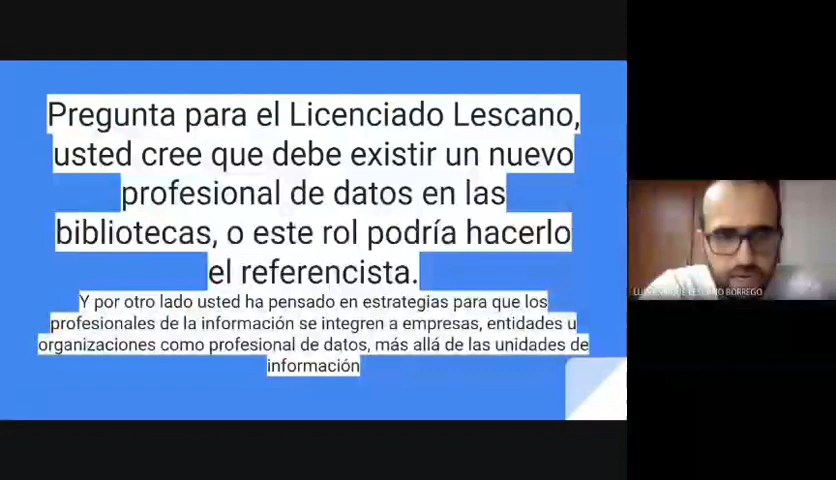 Pregunta para el Licenciado Lescano,
usted cree que debe existir un nuevo
profesional de datos en las
bibliotecas, o este rol podría hacerlo
el referencista.
Y por otro lado usted ha pensado en estrategias para que los
profesionales de la información se integren a empresas, entidades u
organizaciones como profesional de datos, más allá de las unidades de
información
BORREGO